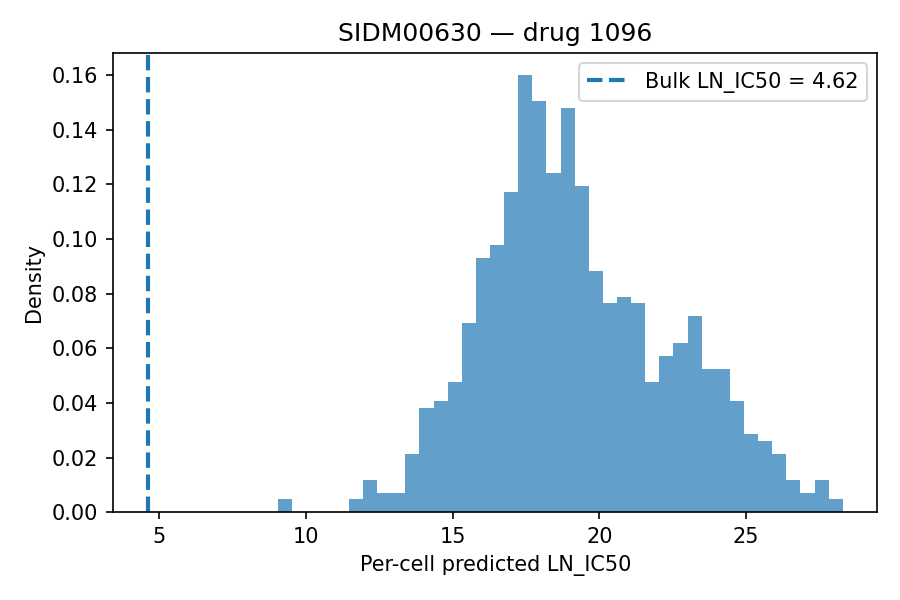 SIDM00630 — drug 1096
Bulk LN_IC50 = 4.62
Density
0.16
0.14
0.12
0.10
0.08
0.06
0.04
0.02
0.00
5 10 15 20 25
Per-cell predicted LN_IC50